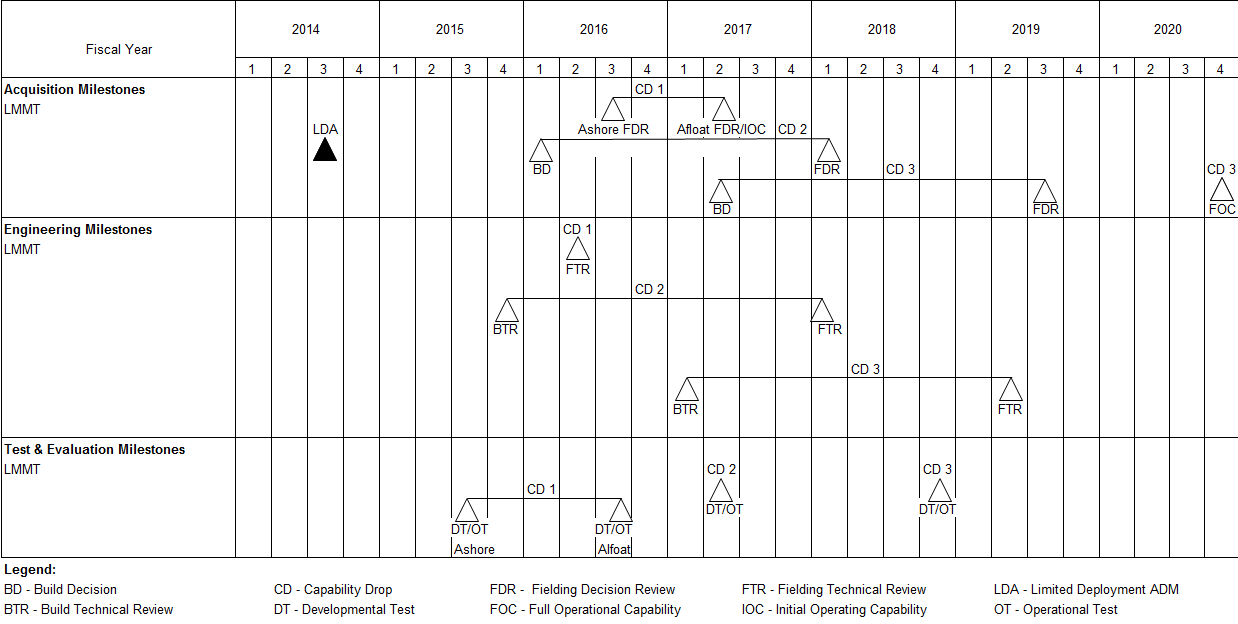 Fiscal Year
2014 2015 2016 2017 2018 2019 2020
1 2 3 4 1 2 3 4 1 2 3 4 1 2 3 4 1 2 3 4 1 2 3 4 1 2 3 4
Acquisition Milestones
CD 1
LMMT
LDA
Ashore FDR
Afloat FDR/IOC
CD 2
BD
FDR
CD 3
CD 3
BD
FDR
FOC
Engineering Milestones
CD 1
LMMT
FTR
CD 2
BTR
FTR
CD 3
BTR
FTR
Test & Evaluation Milestones
LMMT
CD 2
CD 3
CD 1
DT/OT
DT/OT
DT/OT
DT/OT
Ashore
Alfoat
Legend:
BD - Build Decision
CD - Capability Drop
FDR - Fielding Decision Review
FTR - Fielding Technical Review
LDA - Limited Deployment ADM
BTR - Build Technical Review
DT - Developmental Test
FOC - Full Operational Capability
IOC - Initial Operating Capability
OT - Operational Test